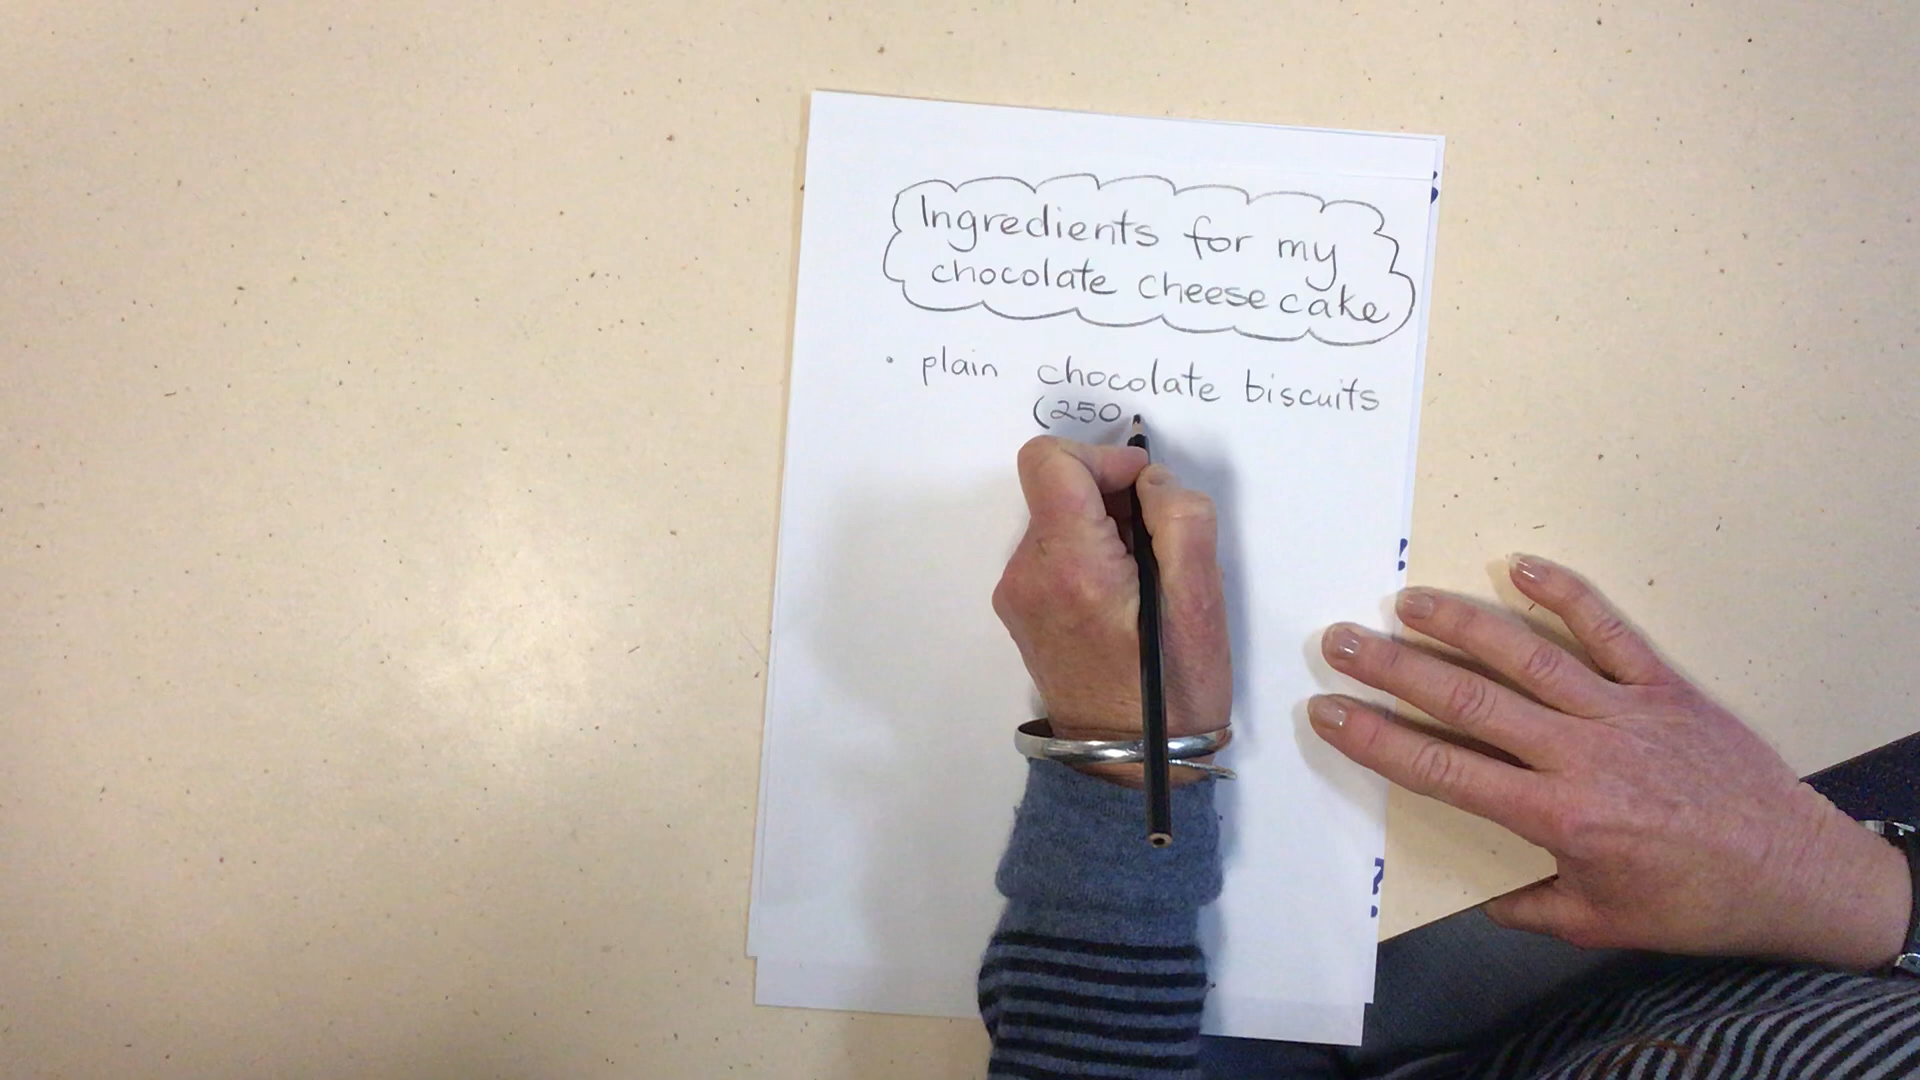 Ingredients for my
chocolate cheese cake
• plain chocolate biscuits
(250